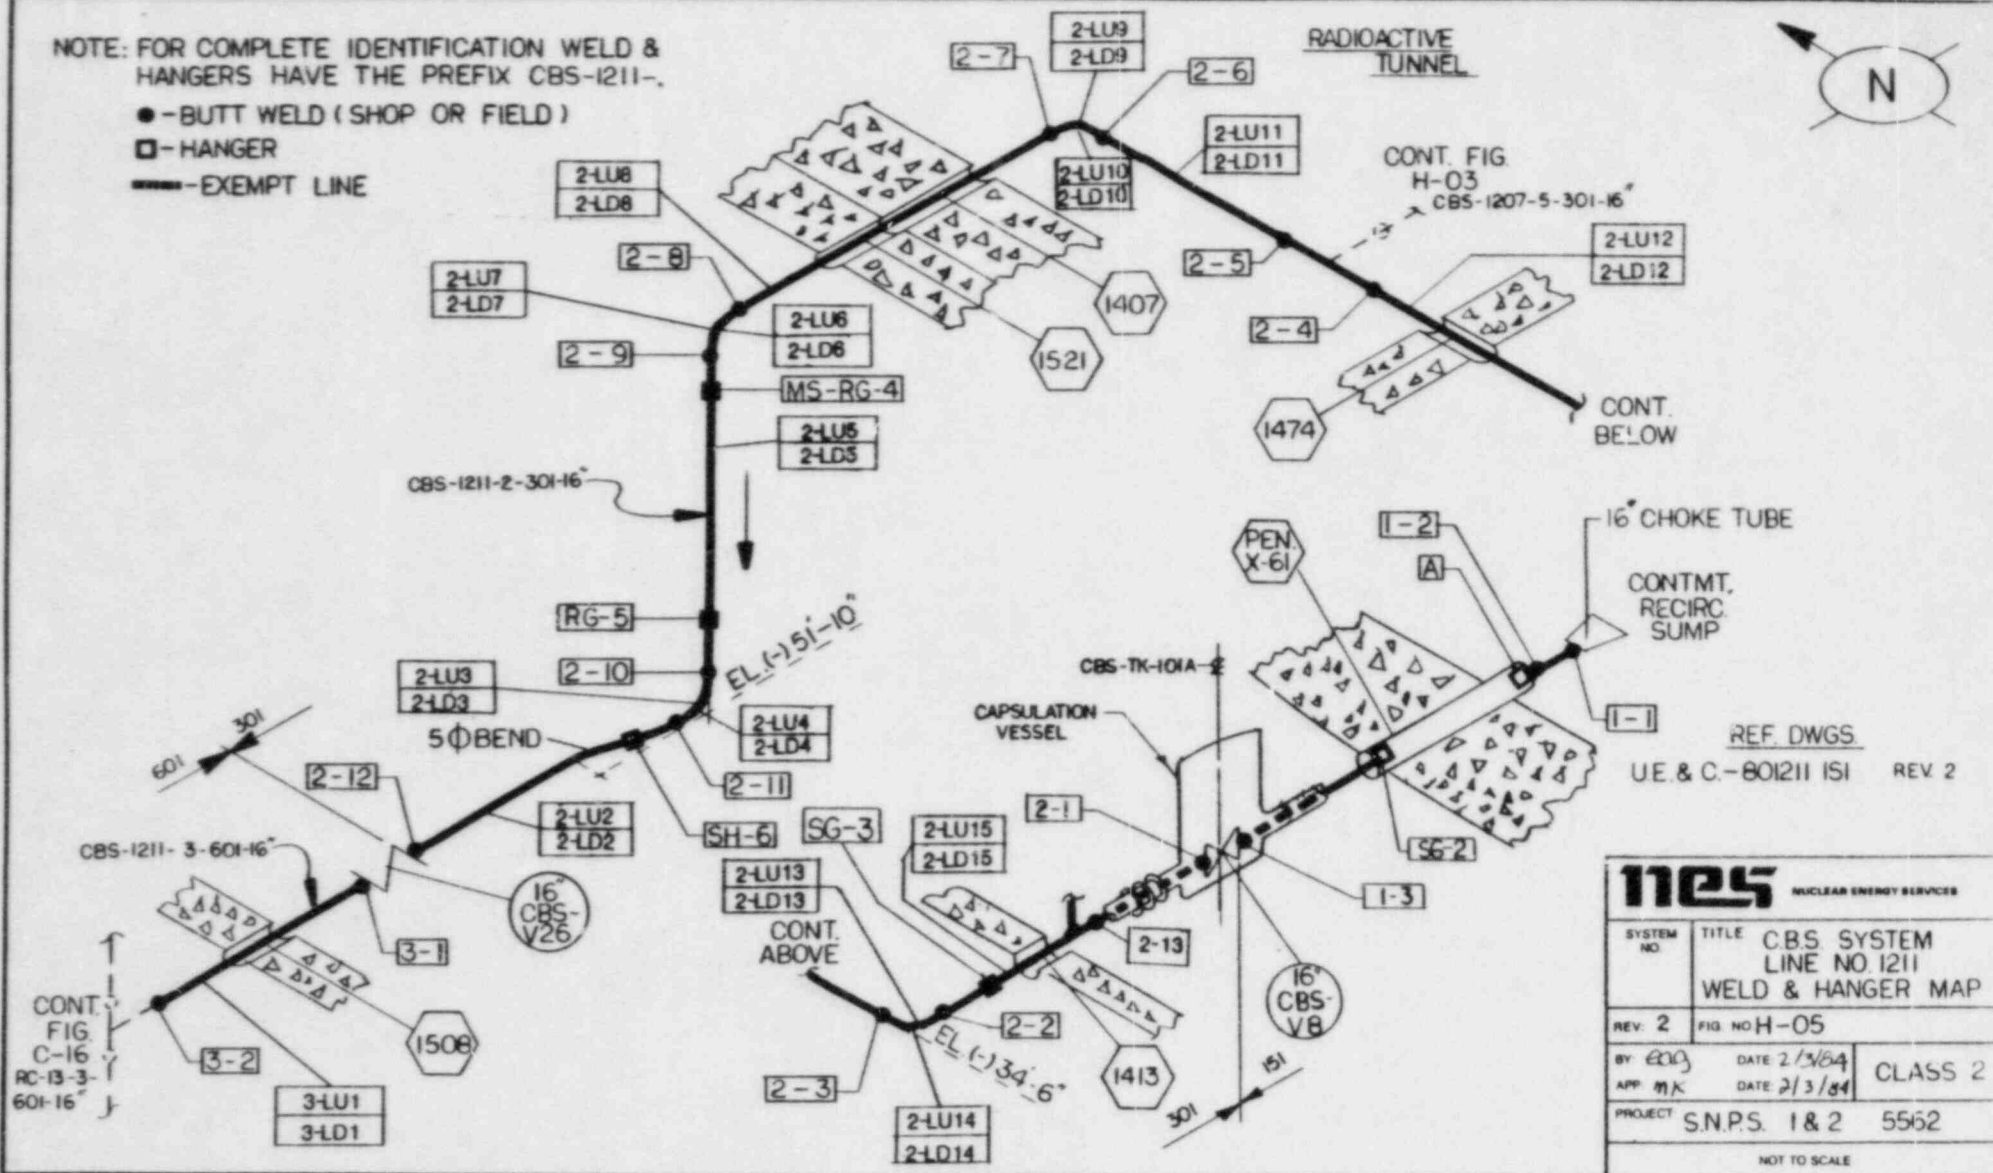 NOTE: FOR COMPLETE IDENTIFICATION WELD &
HANGERS HAVE THE PREFIX CBS-1211-.
● -BUTT WELD (SHOP OR FIELD)
-HANGER
-EXEMPT LINE
RADIOACTIVE
TUNNEL
N
2-7
2-LU9
2-LD9
2-6
2-LU11
2-LD11
2-LU10
2-LD10
CONT. FIG.
H-03
CBS-1207-5-301-16"
2-LU8
2-LD8
2-8
2-LU7
2-LD7
2-LU6
2-LD6
2-9
MS-RG-4
2-LU5
2-LD5
1407
1521
2-5
2-4
2-LU12
2-LD12
1474
CONT.
BELOW
CBS-1211-2-301-16"
RG-5
2-10
EL. (-) 51'-10"
2-LU3
2-LD3
2-LU4
2-LD4
5 Φ BEND
2-11
SH-6
301
601
2-12
2-LU2
2-LD2
CBS-1211-3-601-16"
16"
CBS-
V26
3-1
CONT.
FIG.
C-16
RC-13-3-
601-16"
3-2
1508
3-LU1
3-LD1
PEN.
X-61
1-2
A
16" CHOKE TUBE
CONTMT.
RECIRC.
SUMP
1-1
CBS-TK-101A-℄
CAPSULATION
VESSEL
2-1
SG-2
1-3
SG-3
2-LU15
2-LD15
2-LU13
2-LD13
CONT.
ABOVE
2-13
16"
CBS-
V8
2-2
2-3
EL. (-) 34'-6"
1413
2-LU14
2-LD14
301
151
REF. DWGS.
U.E. & C.-801211 ISI REV. 2
nes NUCLEAR ENERGY SERVICES
SYSTEM
NO.
TITLE C.B.S. SYSTEM
LINE NO. 1211
WELD & HANGER MAP
REV: 2 FIG. NO H-05
BY: DATE 2/3/84
APP: MK DATE 2/3/84
CLASS 2
PROJECT S.N.P.S. 1 & 2 5562
NOT TO SCALE